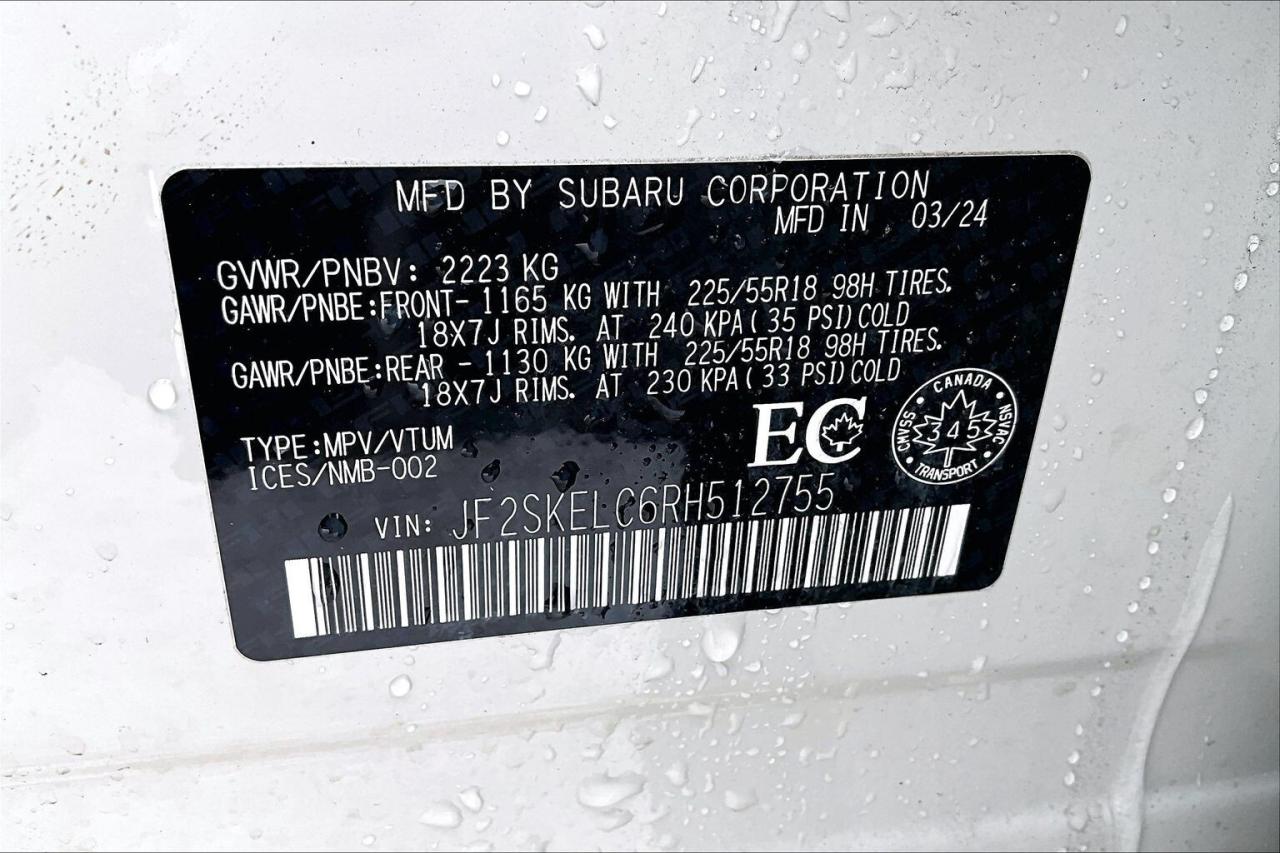 MFD BY SUBARU CORPORATION
MFD IN 03/24
GVWR/PNBV: 2223 KG
GAWR/PNBE:FRONT- 1165 KG WITH 225/55R18 98H TIRES.
18X7J RIMS. AT 240 KPA( 35 PSI)COLD
GAWR/PNBE:REAR - 1130 KG WITH 225/55R18 98H TIRES.
18X7J RIMS. AT 230 KPA( 33 PSI)COLD
TYPE:MPV/VTUM
ICES/NMB-002
EC
CANADA
CMVSS 345 NSVAC
TRANSPORT
VIN: JF2SKELC6RH512755